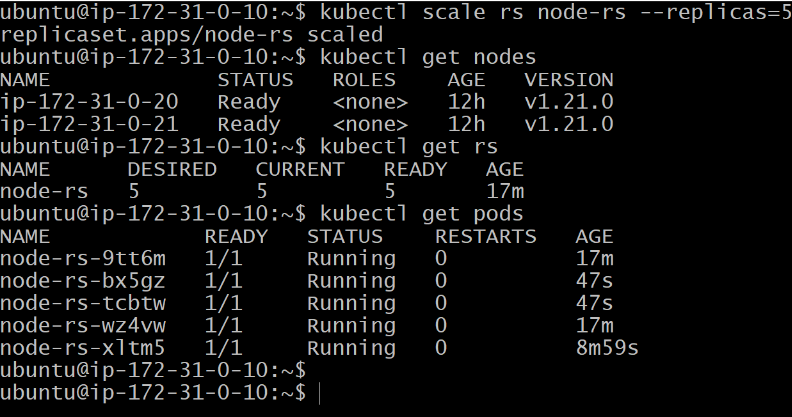 ubuntu@ip-172-31-0-10:~$ kubectl scale rs node-rs --replicas=5
replicaset.apps/node-rs scaled
ubuntu@ip-172-31-0-10:~$ kubectl get nodes
NAME STATUS ROLES AGE VERSION
ip-172-31-0-20 Ready <none> 12h v1.21.0
ip-172-31-0-21 Ready <none> 12h v1.21.0
ubuntu@ip-172-31-0-10:~$ kubectl get rs
NAME DESIRED CURRENT READY AGE
node-rs 5 5 5 17m
ubuntu@ip-172-31-0-10:~$ kubectl get pods
NAME READY STATUS RESTARTS AGE
node-rs-9tt6m 1/1 Running 0 17m
node-rs-bx5gz 1/1 Running 0 47s
node-rs-tcbtw 1/1 Running 0 47s
node-rs-wz4vw 1/1 Running 0 17m
node-rs-xltm5 1/1 Running 0 8m59s
ubuntu@ip-172-31-0-10:~$
ubuntu@ip-172-31-0-10:~$